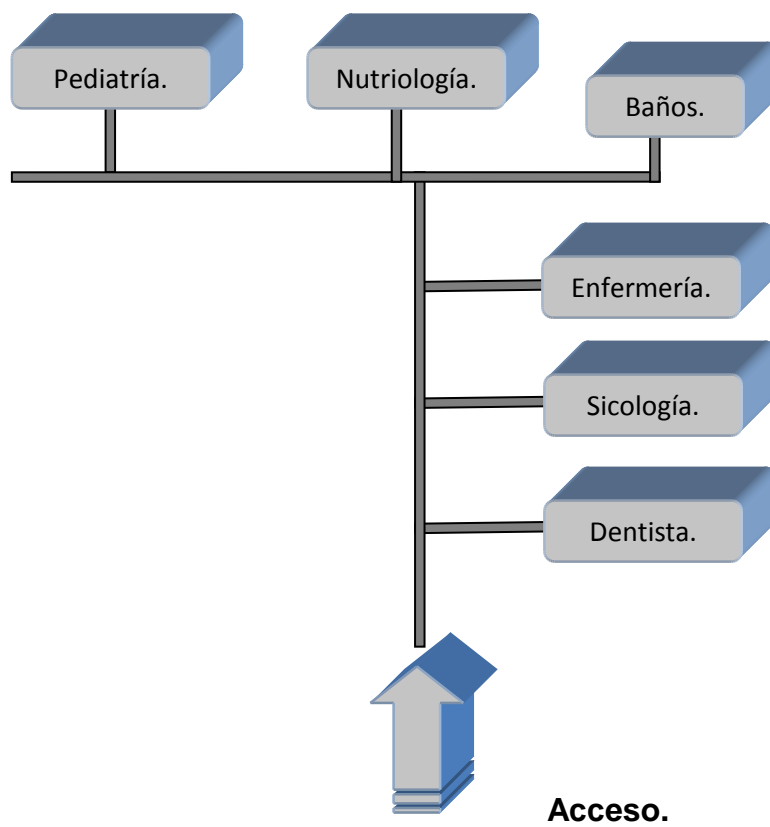 Pediatría.
Nutriología.
Baños.
Enfermería.
Sicología.
Dentista.
Acceso.